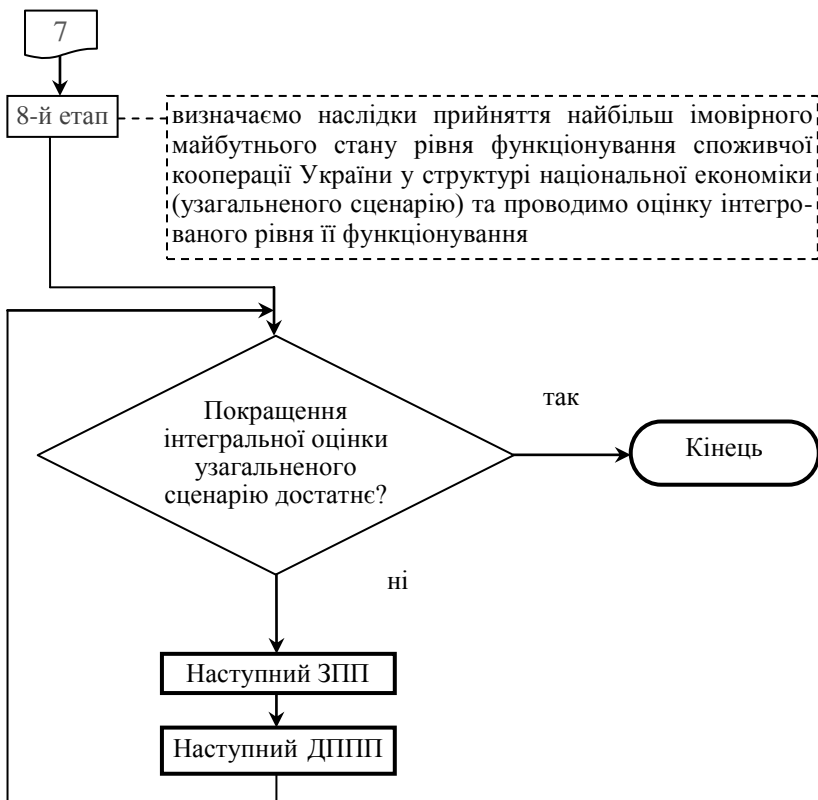 7
8-й етап
визначаємо наслідки прийняття найбільш імовірного
майбутнього стану рівня функціонування споживчої
кооперації України у структурі національної економіки
(узагальненого сценарію) та проводимо оцінку інтегро-
ваного рівня її функціонування
Покращення
інтегральної оцінки
узагальненого
сценарію достатнє?
так
Кінець
ні
Наступний ЗПП
Наступний ДППП